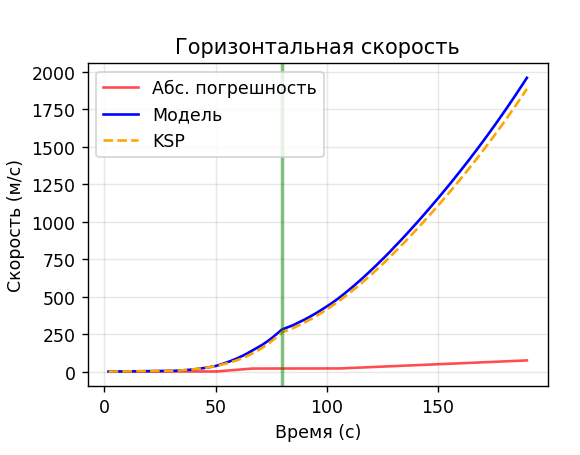 Горизонтальная скорость
Абс. погрешность
Модель
KSP
2000
1750
1500
1250
1000
750
500
250
0
Скорость (м/с)
0 50 100 150
Время (с)